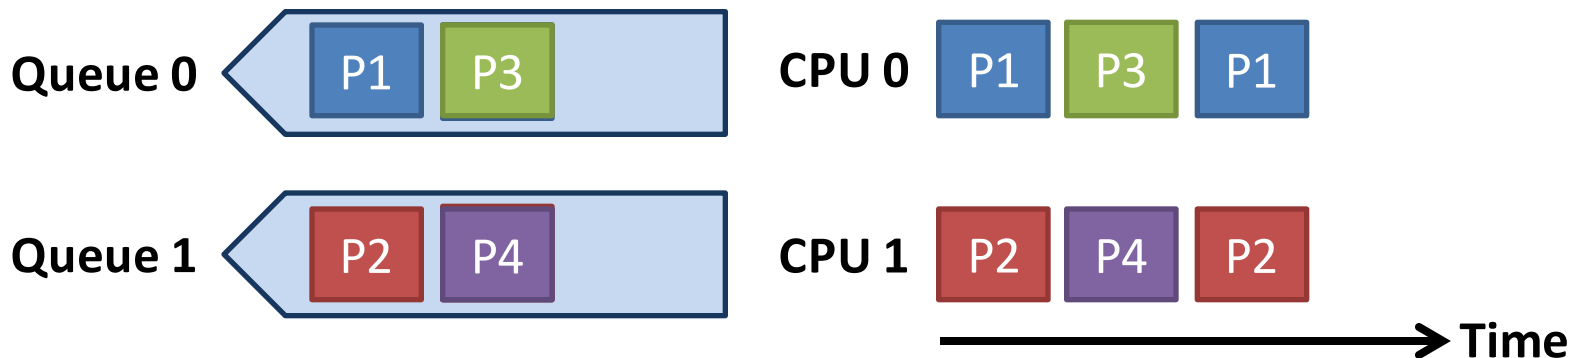 Queue 0 P1 P3 CPU 0 P1 P3 P1
Queue 1 P2 P4 CPU 1 P2 P4 P2
Time